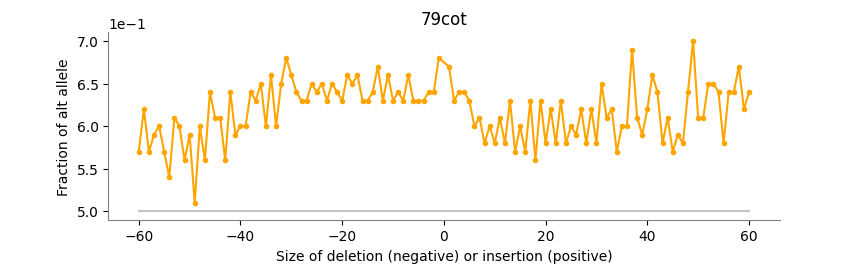 79cot
1e−1
7.0
6.5
6.0
5.5
5.0
Fraction of alt allele
−60 −40 −20 0 20 40 60
Size of deletion (negative) or insertion (positive)